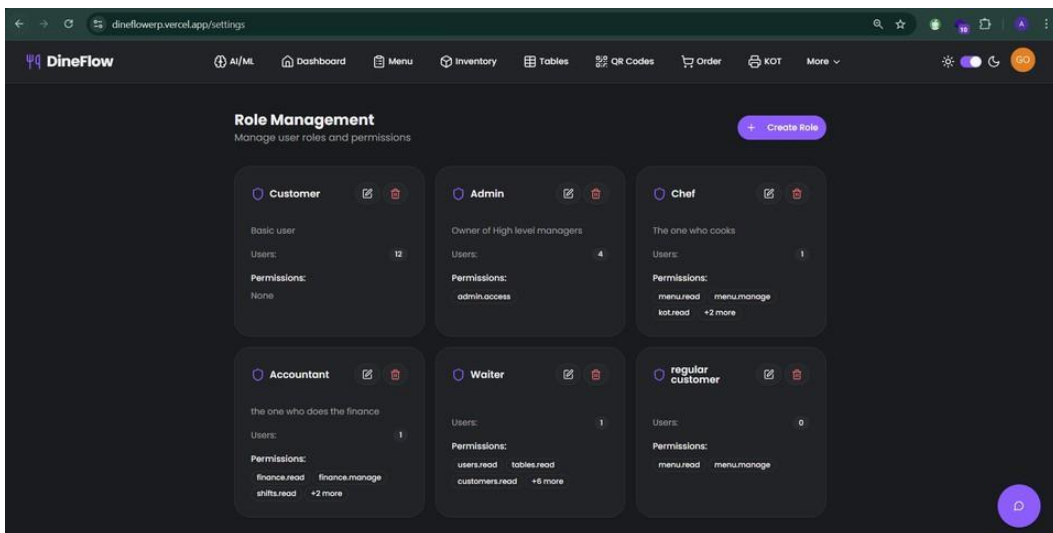 dineflowerp.vercel.app/settings
10
A
DineFlow
AI/ML Dashboard Menu Inventory Tables QR Codes Order KOT More
GO
Role Management
Manage user roles and permissions
+ Create Role
Customer
Basic user
Users: 12
Permissions:
None
Admin
Owner of High level managers
Users: 4
Permissions:
admin.access
Chef
The one who cooks
Users: 1
Permissions:
menu.read menu.manage
kot.read +2 more
Accountant
the one who does the finance
Users: 1
Permissions:
finance.read finance.manage
shifts.read +2 more
Waiter
Users: 1
Permissions:
users.read tables.read
customers.read +6 more
regular
customer
Users: 0
Permissions:
menu.read menu.manage